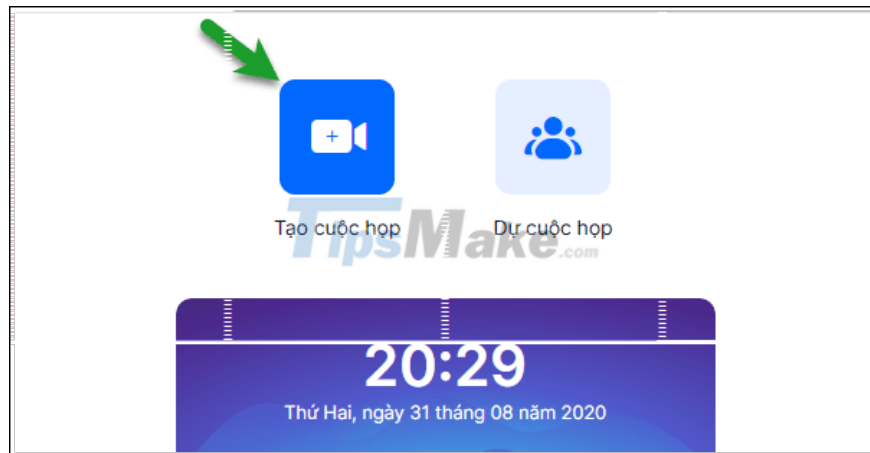 Tạo cuộc họp
Dự cuộc họp
TipsMake.com
20:29
Thứ Hai, ngày 31 tháng 08 năm 2020